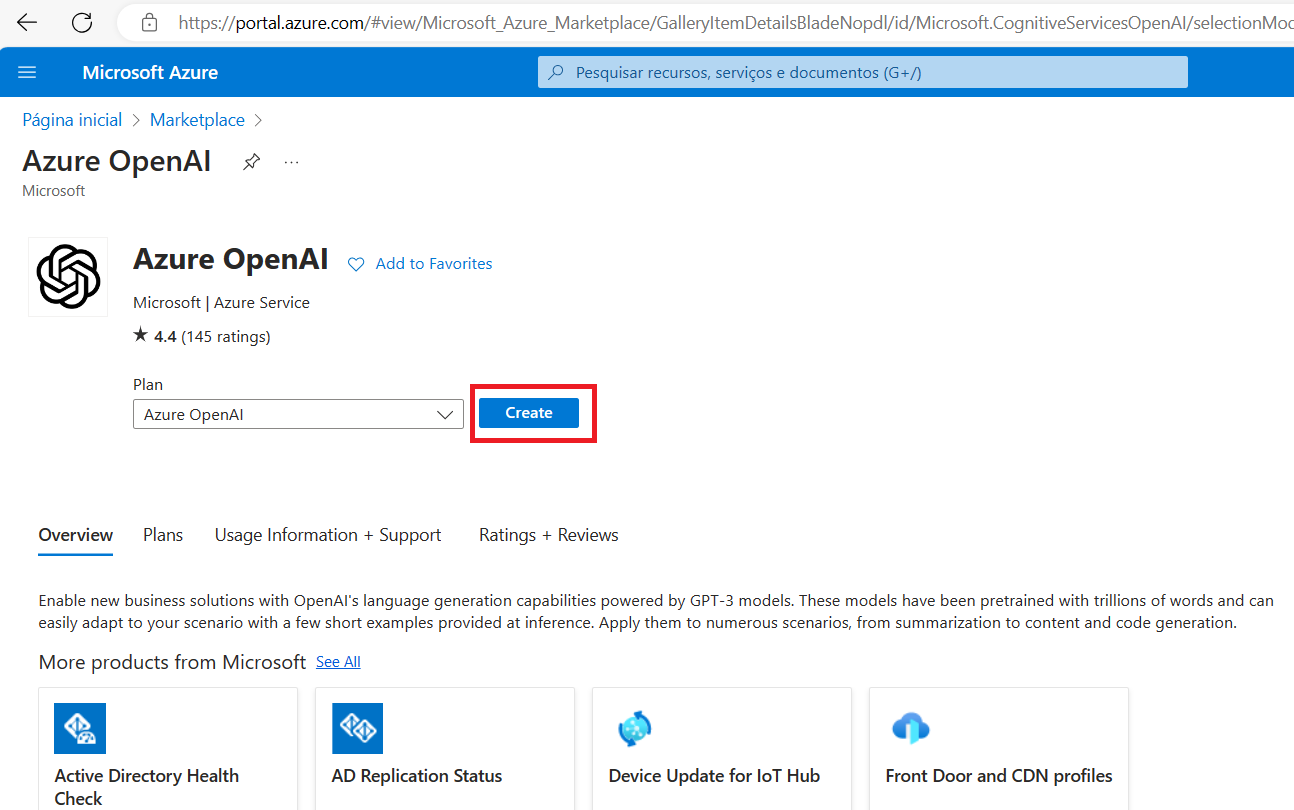 https://portal.azure.com/#view/Microsoft_Azure_Marketplace/GalleryItemDetailsBladeNopdl/id/Microsoft.CognitiveServicesOpenAI/selectionMod
Microsoft Azure
Pesquisar recursos, serviços e documentos (G+/)
Página inicial > Marketplace >
Azure OpenAI
...
Microsoft
Azure OpenAI
Add to Favorites
Microsoft | Azure Service
★ 4.4 (145 ratings)
Plan
Azure OpenAI
Create
Overview Plans Usage Information + Support Ratings + Reviews
Enable new business solutions with OpenAI's language generation capabilities powered by GPT-3 models. These models have been pretrained with trillions of words and can
easily adapt to your scenario with a few short examples provided at inference. Apply them to numerous scenarios, from summarization to content and code generation.
More products from Microsoft See All
Active Directory Health
Check
AD Replication Status
Device Update for IoT Hub
Front Door and CDN profiles